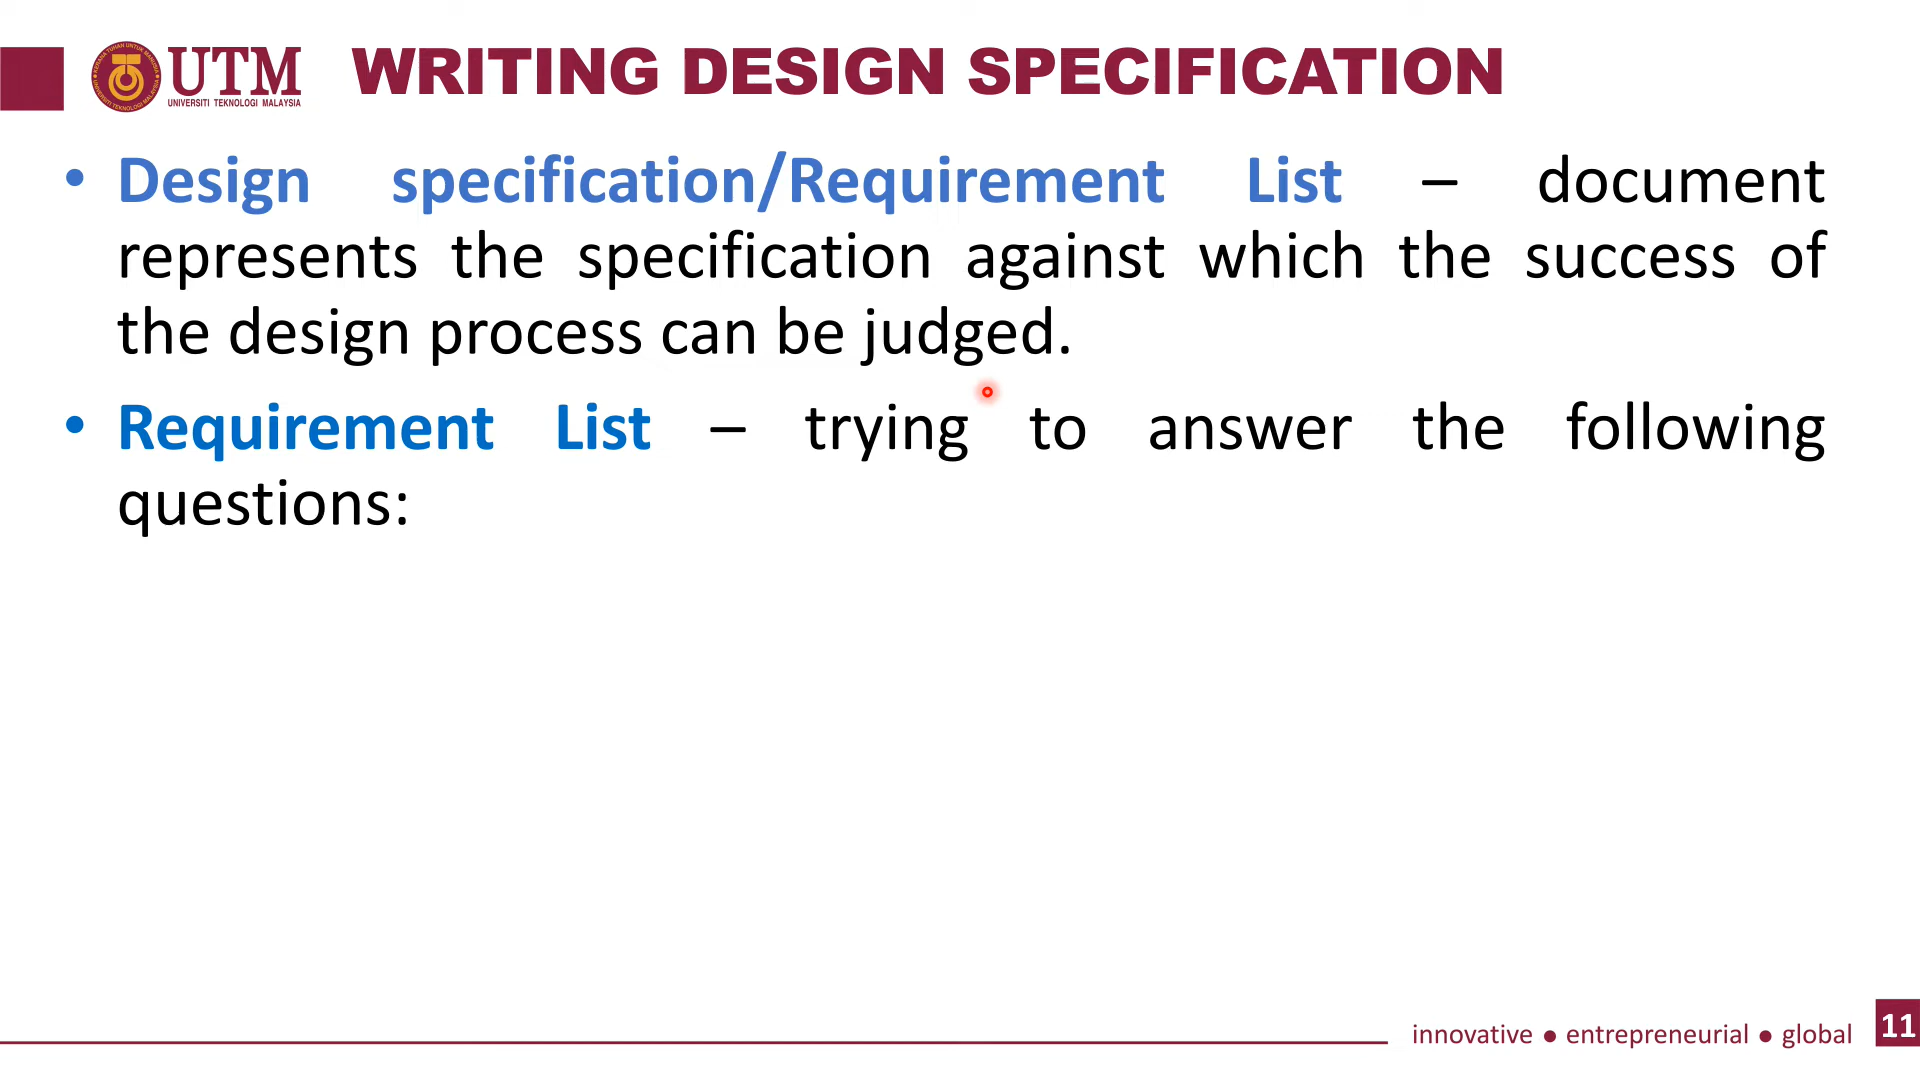 UTM
UNIVERSITI TEKNOLOGI MALAYSIA
WRITING DESIGN SPECIFICATION
• Design specification/Requirement List – document
represents the specification against which the success of
the design process can be judged.
• Requirement List – trying to answer the following
questions:
innovative ● entrepreneurial ● global
11